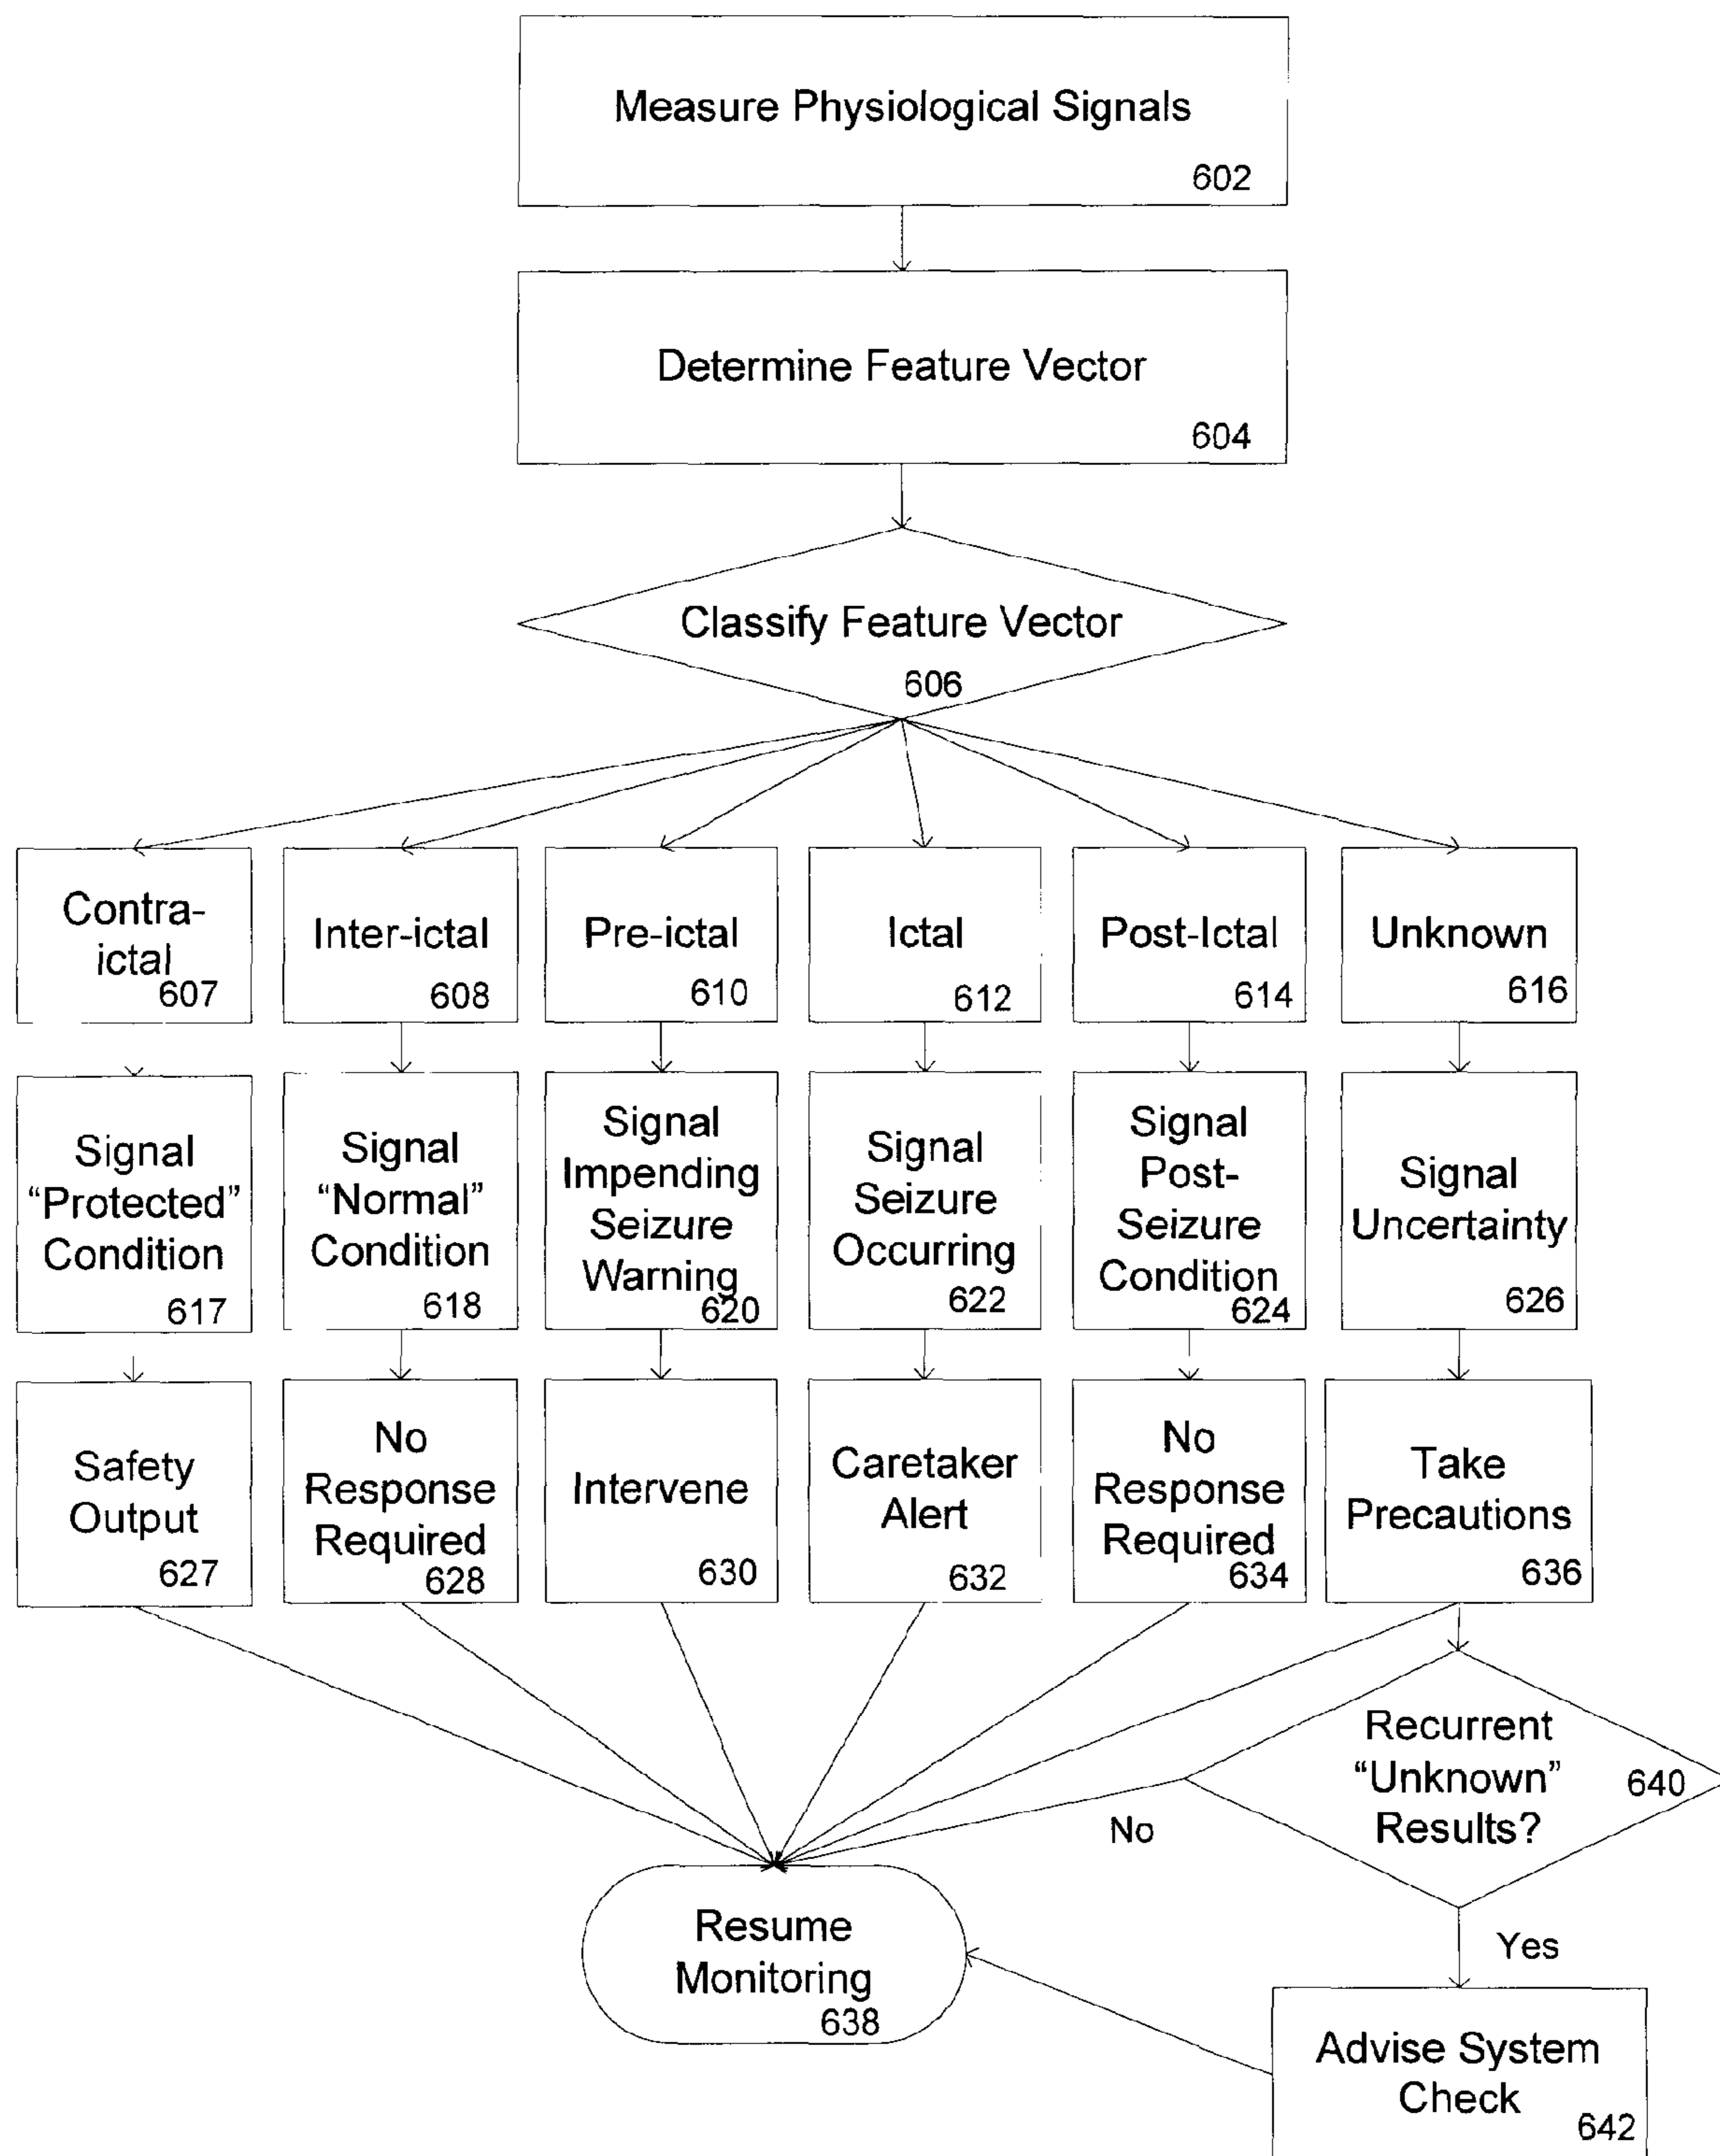 Measure Physiological Signals
602
Determine Feature Vector
604
Classify Feature Vector
606
Contra-
ictal
607
Inter-ictal
608
Pre-ictal
610
Ictal
612
Post-Ictal
614
Unknown
616
Signal
“Protected”
Condition
617
Signal
“Normal”
Condition
618
Signal
Impending
Seizure
Warning
620
Signal
Seizure
Occurring
622
Signal
Post-
Seizure
Condition
624
Signal
Uncertainty
626
Safety
Output
627
No
Response
Required
628
Intervene
630
Caretaker
Alert
632
No
Response
Required
634
Take
Precautions
636
Recurrent
“Unknown”
Results?
640
No
Yes
Resume
Monitoring
638
Advise System
Check
642